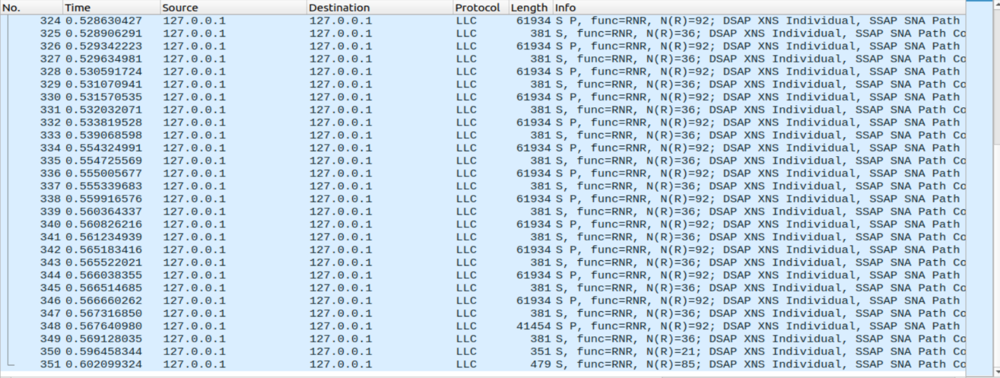 No. Time Source Destination Protocol Length Info
324 0.528630427 127.0.0.1 127.0.0.1 LLC 61934 S P, func=RNR, N(R)=92; DSAP XNS Individual, SSAP SNA Path
325 0.528906291 127.0.0.1 127.0.0.1 LLC 381 S, func=RNR, N(R)=36; DSAP XNS Individual, SSAP SNA Path Co
326 0.529342223 127.0.0.1 127.0.0.1 LLC 61934 S P, func=RNR, N(R)=92; DSAP XNS Individual, SSAP SNA Path
327 0.529634981 127.0.0.1 127.0.0.1 LLC 381 S, func=RNR, N(R)=36; DSAP XNS Individual, SSAP SNA Path Co
328 0.530591724 127.0.0.1 127.0.0.1 LLC 61934 S P, func=RNR, N(R)=92; DSAP XNS Individual, SSAP SNA Path
329 0.531070941 127.0.0.1 127.0.0.1 LLC 381 S, func=RNR, N(R)=36; DSAP XNS Individual, SSAP SNA Path Co
330 0.531570535 127.0.0.1 127.0.0.1 LLC 61934 S P, func=RNR, N(R)=92; DSAP XNS Individual, SSAP SNA Path
331 0.532032071 127.0.0.1 127.0.0.1 LLC 381 S, func=RNR, N(R)=36; DSAP XNS Individual, SSAP SNA Path Co
332 0.533819528 127.0.0.1 127.0.0.1 LLC 61934 S P, func=RNR, N(R)=92; DSAP XNS Individual, SSAP SNA Path
333 0.539068598 127.0.0.1 127.0.0.1 LLC 381 S, func=RNR, N(R)=36; DSAP XNS Individual, SSAP SNA Path Co
334 0.554324991 127.0.0.1 127.0.0.1 LLC 61934 S P, func=RNR, N(R)=92; DSAP XNS Individual, SSAP SNA Path
335 0.554725569 127.0.0.1 127.0.0.1 LLC 381 S, func=RNR, N(R)=36; DSAP XNS Individual, SSAP SNA Path Co
336 0.555005677 127.0.0.1 127.0.0.1 LLC 61934 S P, func=RNR, N(R)=92; DSAP XNS Individual, SSAP SNA Path
337 0.555339683 127.0.0.1 127.0.0.1 LLC 381 S, func=RNR, N(R)=36; DSAP XNS Individual, SSAP SNA Path Co
338 0.559916576 127.0.0.1 127.0.0.1 LLC 61934 S P, func=RNR, N(R)=92; DSAP XNS Individual, SSAP SNA Path
339 0.560364337 127.0.0.1 127.0.0.1 LLC 381 S, func=RNR, N(R)=36; DSAP XNS Individual, SSAP SNA Path Co
340 0.560826216 127.0.0.1 127.0.0.1 LLC 61934 S P, func=RNR, N(R)=92; DSAP XNS Individual, SSAP SNA Path
341 0.561234939 127.0.0.1 127.0.0.1 LLC 381 S, func=RNR, N(R)=36; DSAP XNS Individual, SSAP SNA Path Co
342 0.565183416 127.0.0.1 127.0.0.1 LLC 61934 S P, func=RNR, N(R)=92; DSAP XNS Individual, SSAP SNA Path
343 0.565522021 127.0.0.1 127.0.0.1 LLC 381 S, func=RNR, N(R)=36; DSAP XNS Individual, SSAP SNA Path Co
344 0.566038355 127.0.0.1 127.0.0.1 LLC 61934 S P, func=RNR, N(R)=92; DSAP XNS Individual, SSAP SNA Path
345 0.566514685 127.0.0.1 127.0.0.1 LLC 381 S, func=RNR, N(R)=36; DSAP XNS Individual, SSAP SNA Path Co
346 0.566660262 127.0.0.1 127.0.0.1 LLC 61934 S P, func=RNR, N(R)=92; DSAP XNS Individual, SSAP SNA Path
347 0.567316850 127.0.0.1 127.0.0.1 LLC 381 S, func=RNR, N(R)=36; DSAP XNS Individual, SSAP SNA Path Co
348 0.567640980 127.0.0.1 127.0.0.1 LLC 41454 S P, func=RNR, N(R)=92; DSAP XNS Individual, SSAP SNA Path
349 0.569128035 127.0.0.1 127.0.0.1 LLC 381 S, func=RNR, N(R)=36; DSAP XNS Individual, SSAP SNA Path Co
350 0.596458344 127.0.0.1 127.0.0.1 LLC 351 S, func=RNR, N(R)=21; DSAP XNS Individual, SSAP SNA Path Co
351 0.602099324 127.0.0.1 127.0.0.1 LLC 479 S, func=RNR, N(R)=85; DSAP XNS Individual, SSAP SNA Path Co